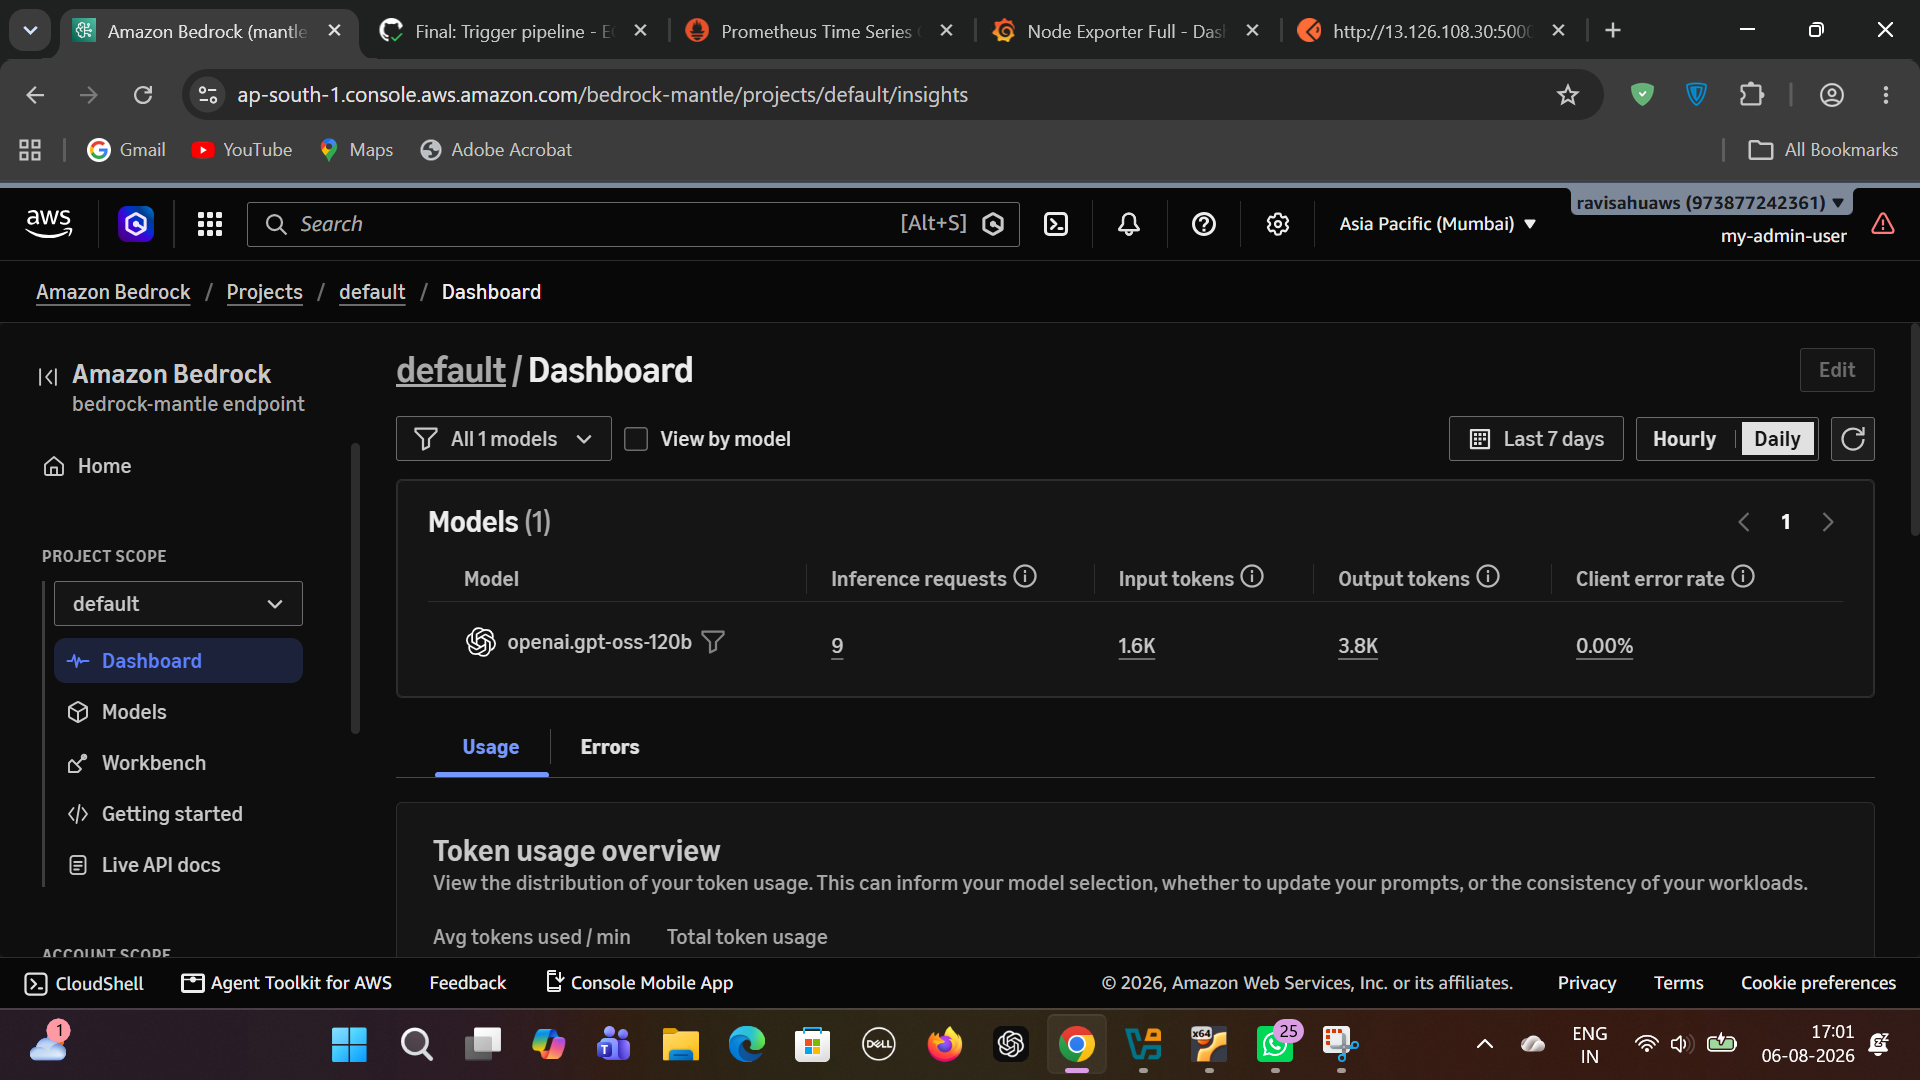 Amazon Bedrock (mantle
Final: Trigger pipeline - E
Prometheus Time Series
Node Exporter Full - Das
http://13.126.108.30:5000
ap-south-1.console.aws.amazon.com/bedrock-mantle/projects/default/insights
Gmail
YouTube
Maps
Adobe Acrobat
All Bookmarks
aws
Search
[Alt+S]
Asia Pacific (Mumbai)
ravisahuaws (973877242361)
my-admin-user
Amazon Bedrock / Projects / default / Dashboard
Amazon Bedrock
bedrock-mantle endpoint
Home
PROJECT SCOPE
default
Dashboard
Models
Workbench
Getting started
Live API docs
ACCOUNT SCOPE
default / Dashboard
Edit
All 1 models
View by model
Last 7 days
Hourly
Daily
Models (1)
1
Model
Inference requests
Input tokens
Output tokens
Client error rate
openai.gpt-oss-120b
9
1.6K
3.8K
0.00%
Usage
Errors
Token usage overview
View the distribution of your token usage. This can inform your model selection, whether to update your prompts, or the consistency of your workloads.
Avg tokens used / min
Total token usage
CloudShell
Agent Toolkit for AWS
Feedback
Console Mobile App
© 2026, Amazon Web Services, Inc. or its affiliates.
Privacy
Terms
Cookie preferences
1
DELL
x64
25
ENG
IN
17:01
06-08-2026